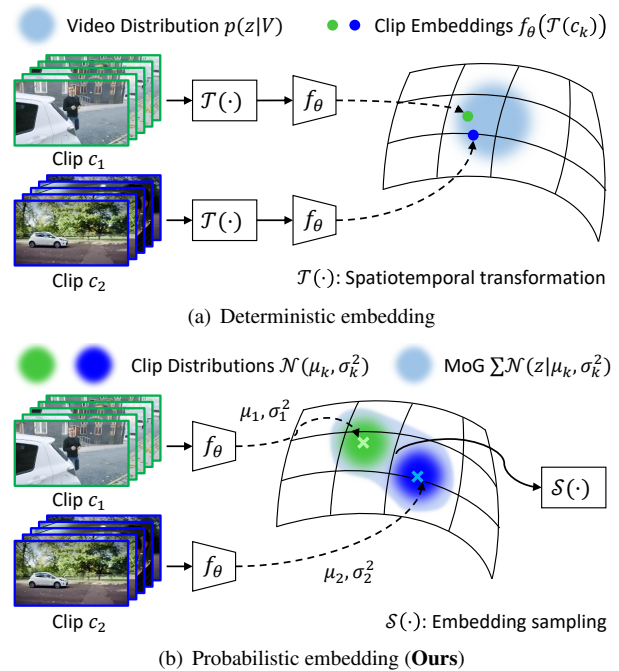 Video Distribution p(z|V)
Clip Embeddings f_θ(𝒯(c_k))
𝒯(·)
f_θ
Clip c_1
𝒯(·)
f_θ
Clip c_2
𝒯(·): Spatiotemporal transformation
(a) Deterministic embedding
Clip Distributions 𝒩(μ_k, σ_k^2)
MoG ∑𝒩(z|μ_k, σ_k^2)
μ_1, σ_1^2
f_θ
Clip c_1
𝒮(·)
f_θ
μ_2, σ_2^2
Clip c_2
𝒮(·): Embedding sampling
(b) Probabilistic embedding (Ours)